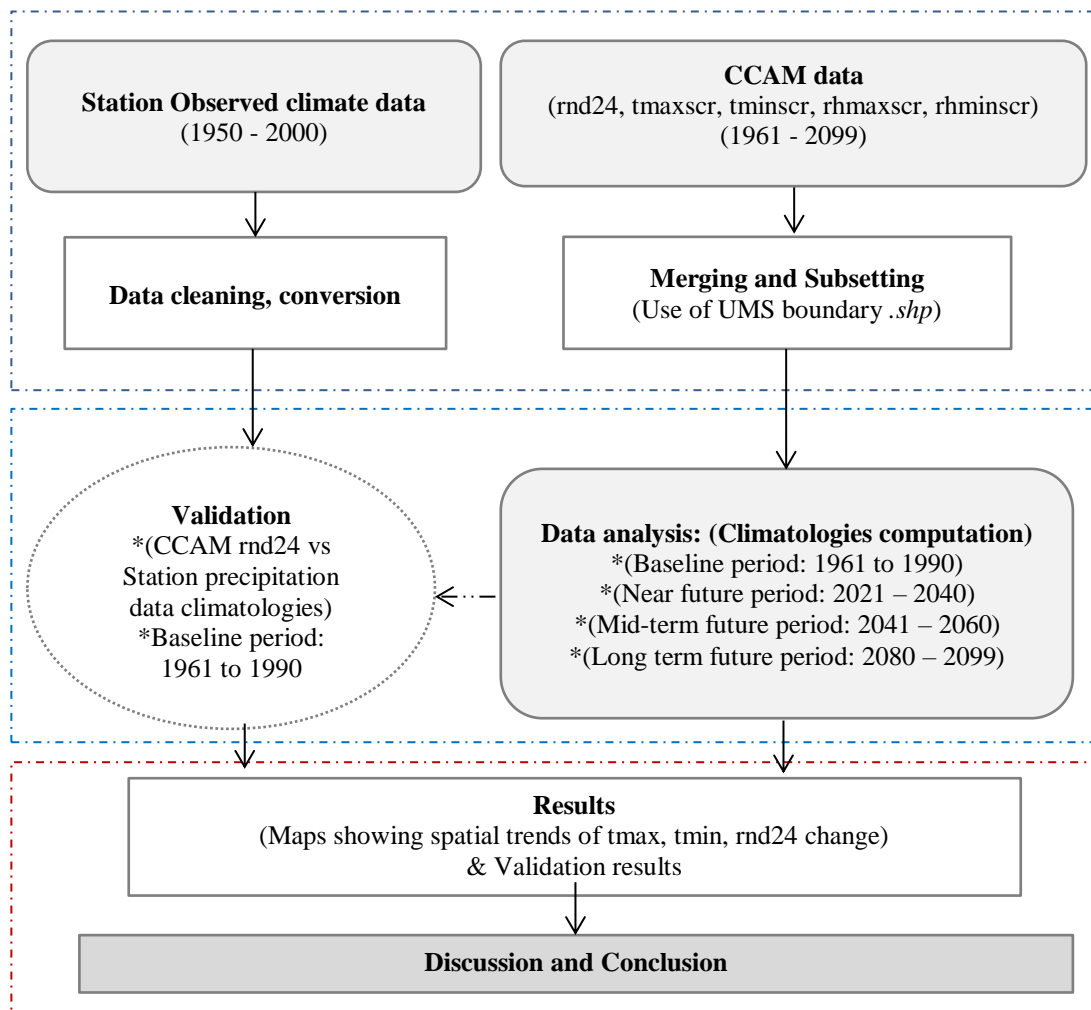 Station Observed climate data
(1950 - 2000)
CCAM data
(rnd24, tmaxscr, tminscr, rhmaxscr, rhminscr)
(1961 - 2099)
Data cleaning, conversion
Merging and Subsetting
(Use of UMS boundary .shp)
Validation
*(CCAM rnd24 vs
Station precipitation
data climatologies)
*Baseline period:
1961 to 1990
Data analysis: (Climatologies computation)
*(Baseline period: 1961 to 1990)
*(Near future period: 2021 – 2040)
*(Mid-term future period: 2041 – 2060)
*(Long term future period: 2080 – 2099)
Results
(Maps showing spatial trends of tmax, tmin, rnd24 change)
& Validation results
Discussion and Conclusion